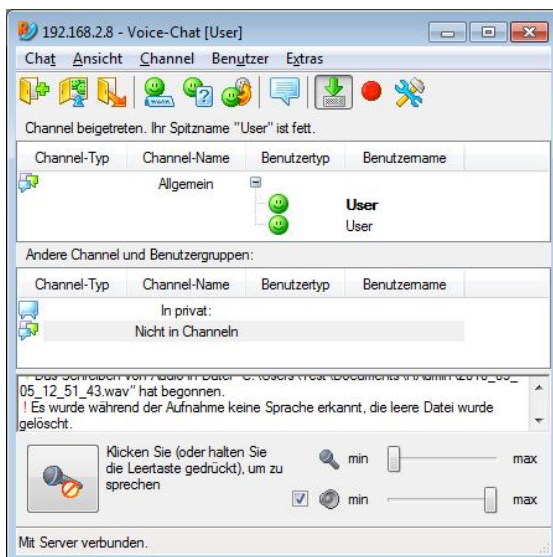 192.168.2.8 - Voice-Chat [User]
Chat Ansicht Channel Benutzer Extras
www
Channel beigetreten. Ihr Spitzname "User" ist fett.
Channel-Typ Channel-Name Benutzertyp Benutzername
Allgemein
User
User
Andere Channel und Benutzergruppen:
Channel-Typ Channel-Name Benutzertyp Benutzername
In privat:
Nicht in Channeln
05_12_51_43.wav" hat begonnen.
! Es wurde während der Aufnahme keine Sprache erkannt, die leere Datei wurde
gelöscht.
Klicken Sie (oder halten Sie
die Leertaste gedrückt), um zu
sprechen
min max
min max
Mit Server verbunden.